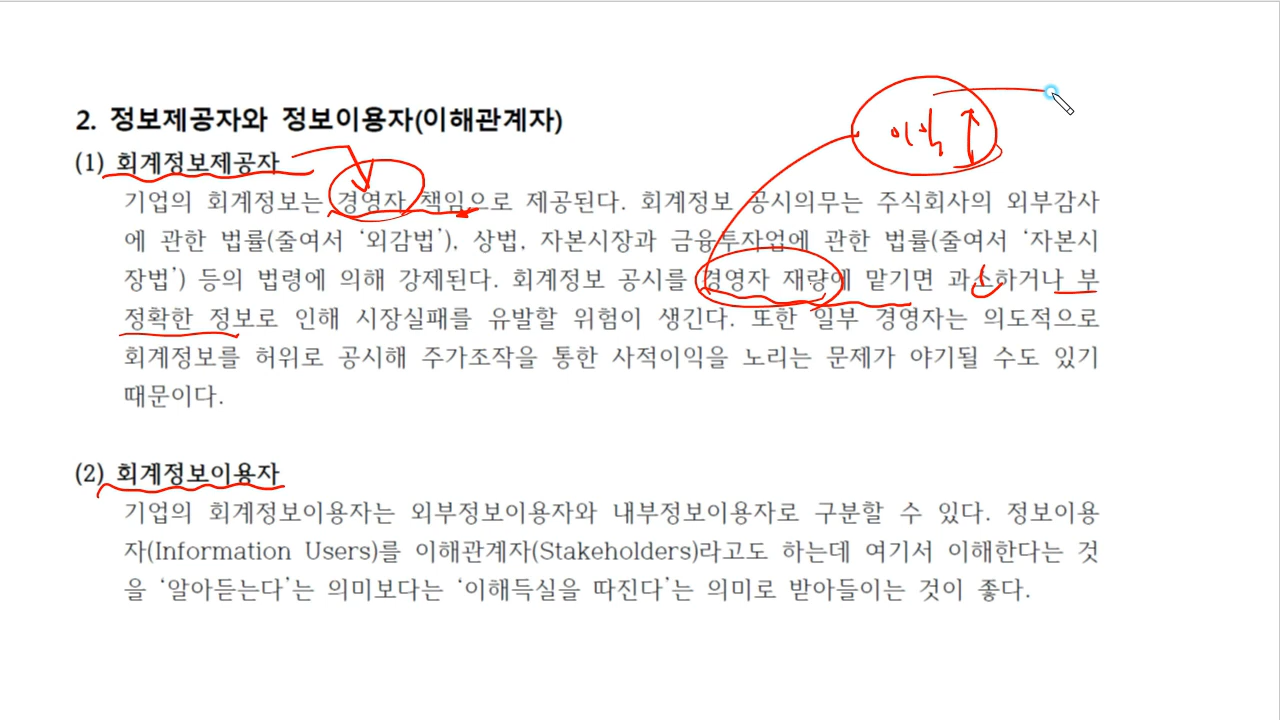 이익
2. 정보제공자와 정보이용자(이해관계자)
(1) 회계정보제공자
기업의 회계정보는 경영자 책임으로 제공된다. 회계정보 공시의무는 주식회사의 외부감사
에 관한 법률(줄여서 ‘외감법’), 상법, 자본시장과 금융투자업에 관한 법률(줄여서 ‘자본시
장법’) 등의 법령에 의해 강제된다. 회계정보 공시를 경영자 재량에 맡기면 과소하거나 부
정확한 정보로 인해 시장실패를 유발할 위험이 생긴다. 또한 일부 경영자는 의도적으로
회계정보를 허위로 공시해 주가조작을 통한 사적이익을 노리는 문제가 야기될 수도 있기
때문이다.
(2) 회계정보이용자
기업의 회계정보이용자는 외부정보이용자와 내부정보이용자로 구분할 수 있다. 정보이용
자(Information Users)를 이해관계자(Stakeholders)라고도 하는데 여기서 이해한다는 것
을 ‘알아듣는다’는 의미보다는 ‘이해득실을 따진다’는 의미로 받아들이는 것이 좋다.